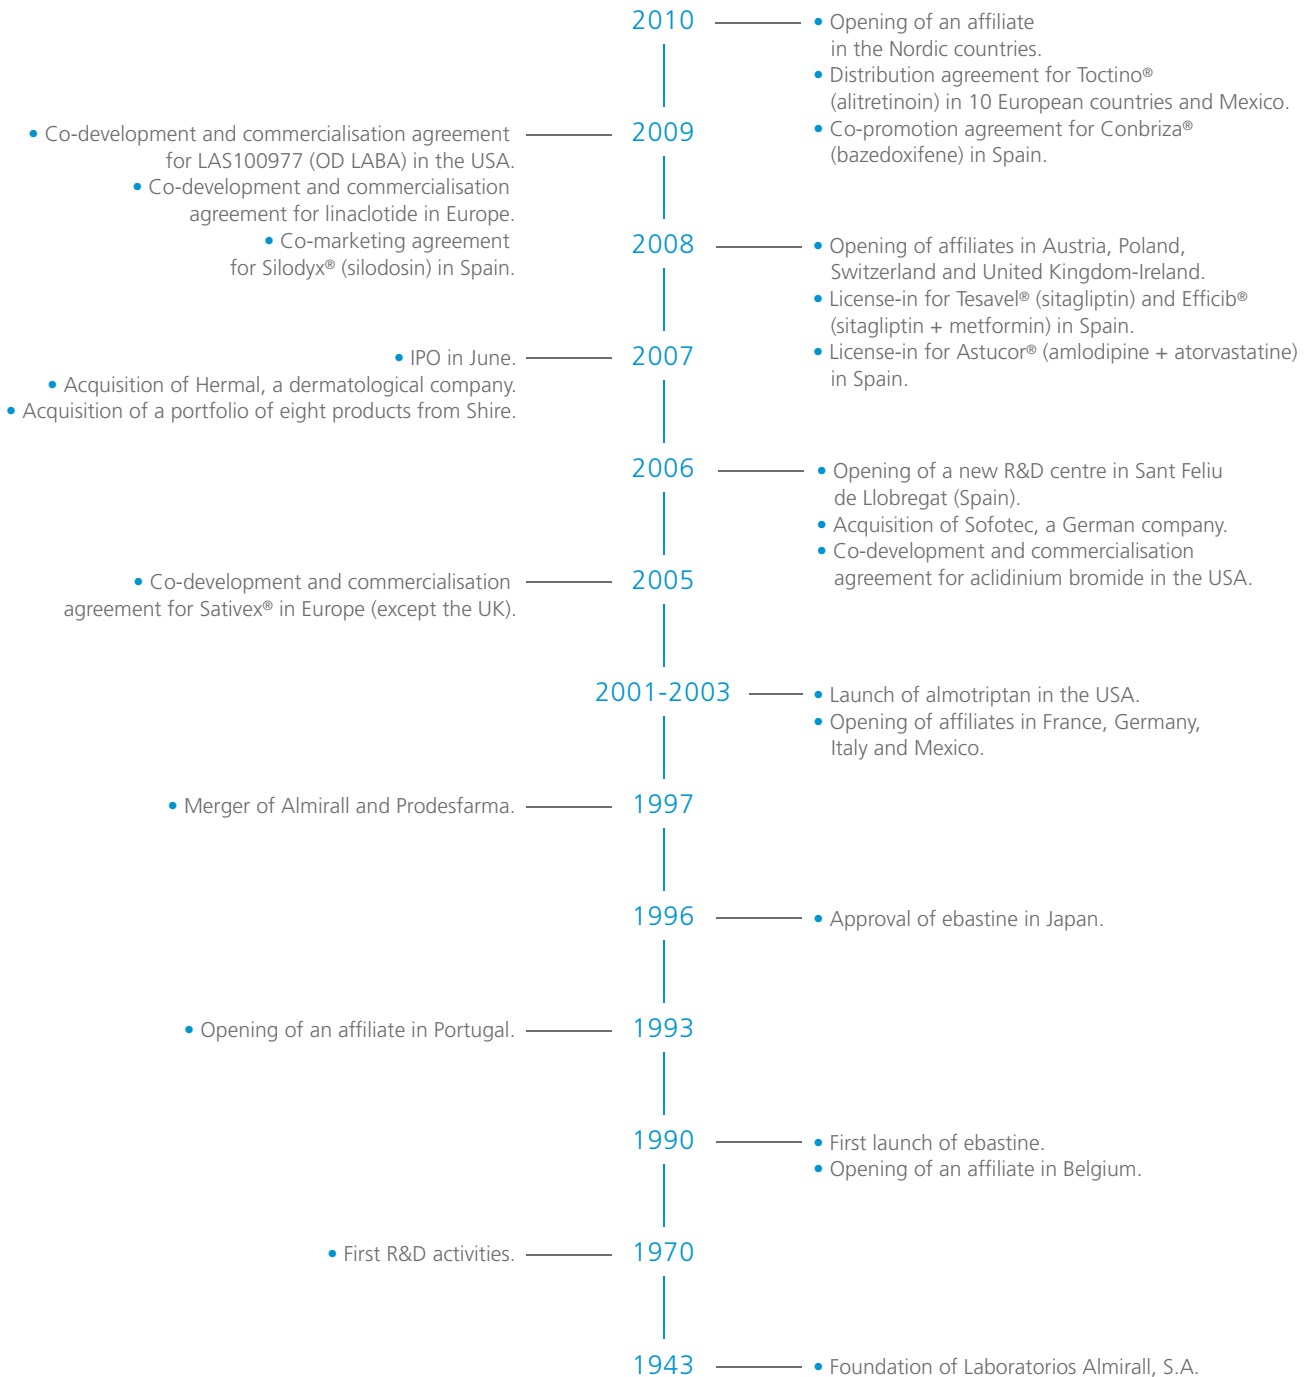 2010
• Opening of an affiliate
in the Nordic countries.
• Distribution agreement for Toctino®
(alitretinoin) in 10 European countries and Mexico.
• Co-promotion agreement for Conbriza®
(bazedoxifene) in Spain.
2009
• Co-development and commercialisation agreement
for LAS100977 (OD LABA) in the USA.
• Co-development and commercialisation
agreement for linaclotide in Europe.
• Co-marketing agreement
for Silodyx® (silodosin) in Spain.
2008
• Opening of affiliates in Austria, Poland,
Switzerland and United Kingdom-Ireland.
• License-in for Tesavel® (sitagliptin) and Efficib®
(sitagliptin + metformin) in Spain.
• License-in for Astucor® (amlodipine + atorvastatine)
in Spain.
2007
• IPO in June.
• Acquisition of Hermal, a dermatological company.
• Acquisition of a portfolio of eight products from Shire.
2006
• Opening of a new R&D centre in Sant Feliu
de Llobregat (Spain).
• Acquisition of Sofotec, a German company.
• Co-development and commercialisation
agreement for aclidinium bromide in the USA.
2005
• Co-development and commercialisation
agreement for Sativex® in Europe (except the UK).
2001-2003
• Launch of almotriptan in the USA.
• Opening of affiliates in France, Germany,
Italy and Mexico.
1997
• Merger of Almirall and Prodesfarma.
1996
• Approval of ebastine in Japan.
1993
• Opening of an affiliate in Portugal.
1990
• First launch of ebastine.
• Opening of an affiliate in Belgium.
1970
• First R&D activities.
1943
• Foundation of Laboratorios Almirall, S.A.